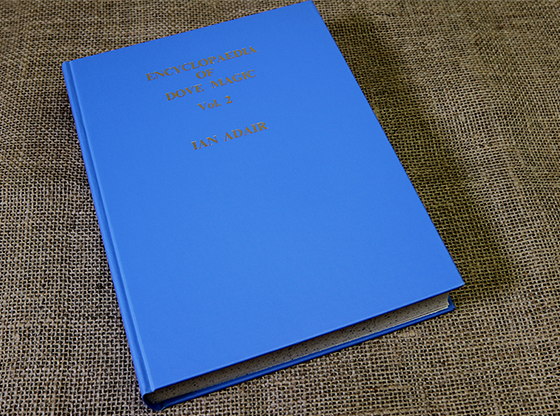 ENCYCLOPAEDIA
OF
DOVE MAGIC
Vol. 2
IAN ADAIR